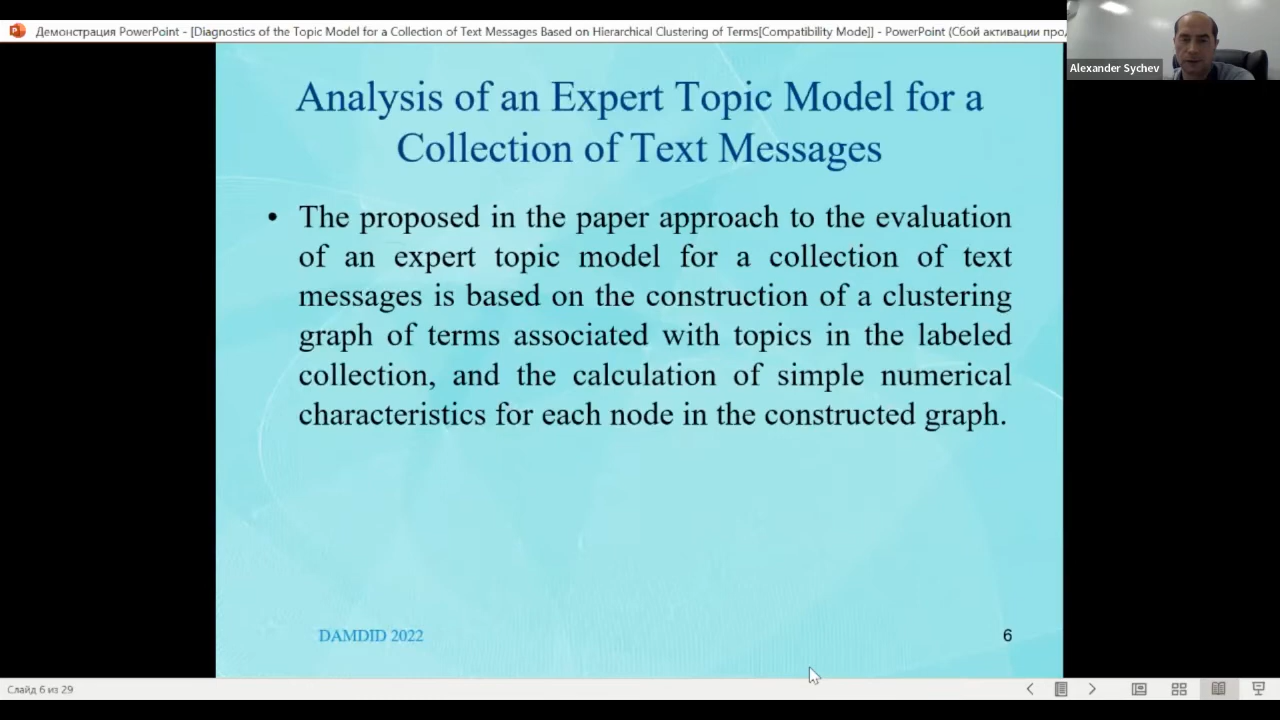 Демонстрация PowerPoint - [Diagnostics of the Topic Model for a Collection of Text Messages Based on Hierarchical Clustering of Terms[Compatibility Mode]] - PowerPoint (Сбой активации прод
Alexander Sychev
Analysis of an Expert Topic Model for a
Collection of Text Messages
• The proposed in the paper approach to the evaluation
of an expert topic model for a collection of text
messages is based on the construction of a clustering
graph of terms associated with topics in the labeled
collection, and the calculation of simple numerical
characteristics for each node in the constructed graph.
DAMDID 2022
6
Слайд 6 из 29